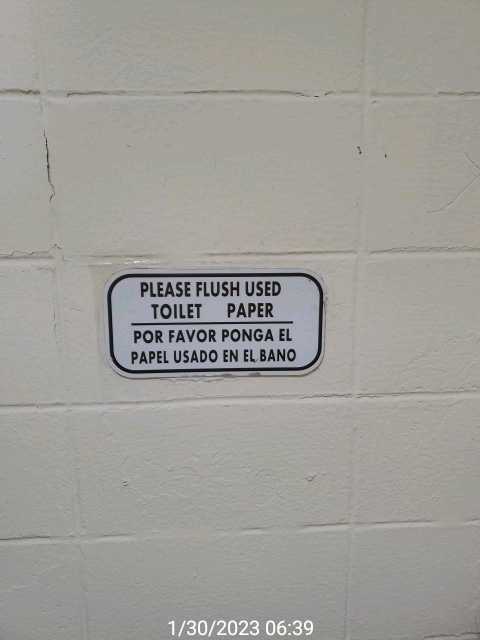 PLEASE FLUSH USED
TOILET PAPER
POR FAVOR PONGA EL
PAPEL USADO EN EL BANO
1/30/2023 06:39